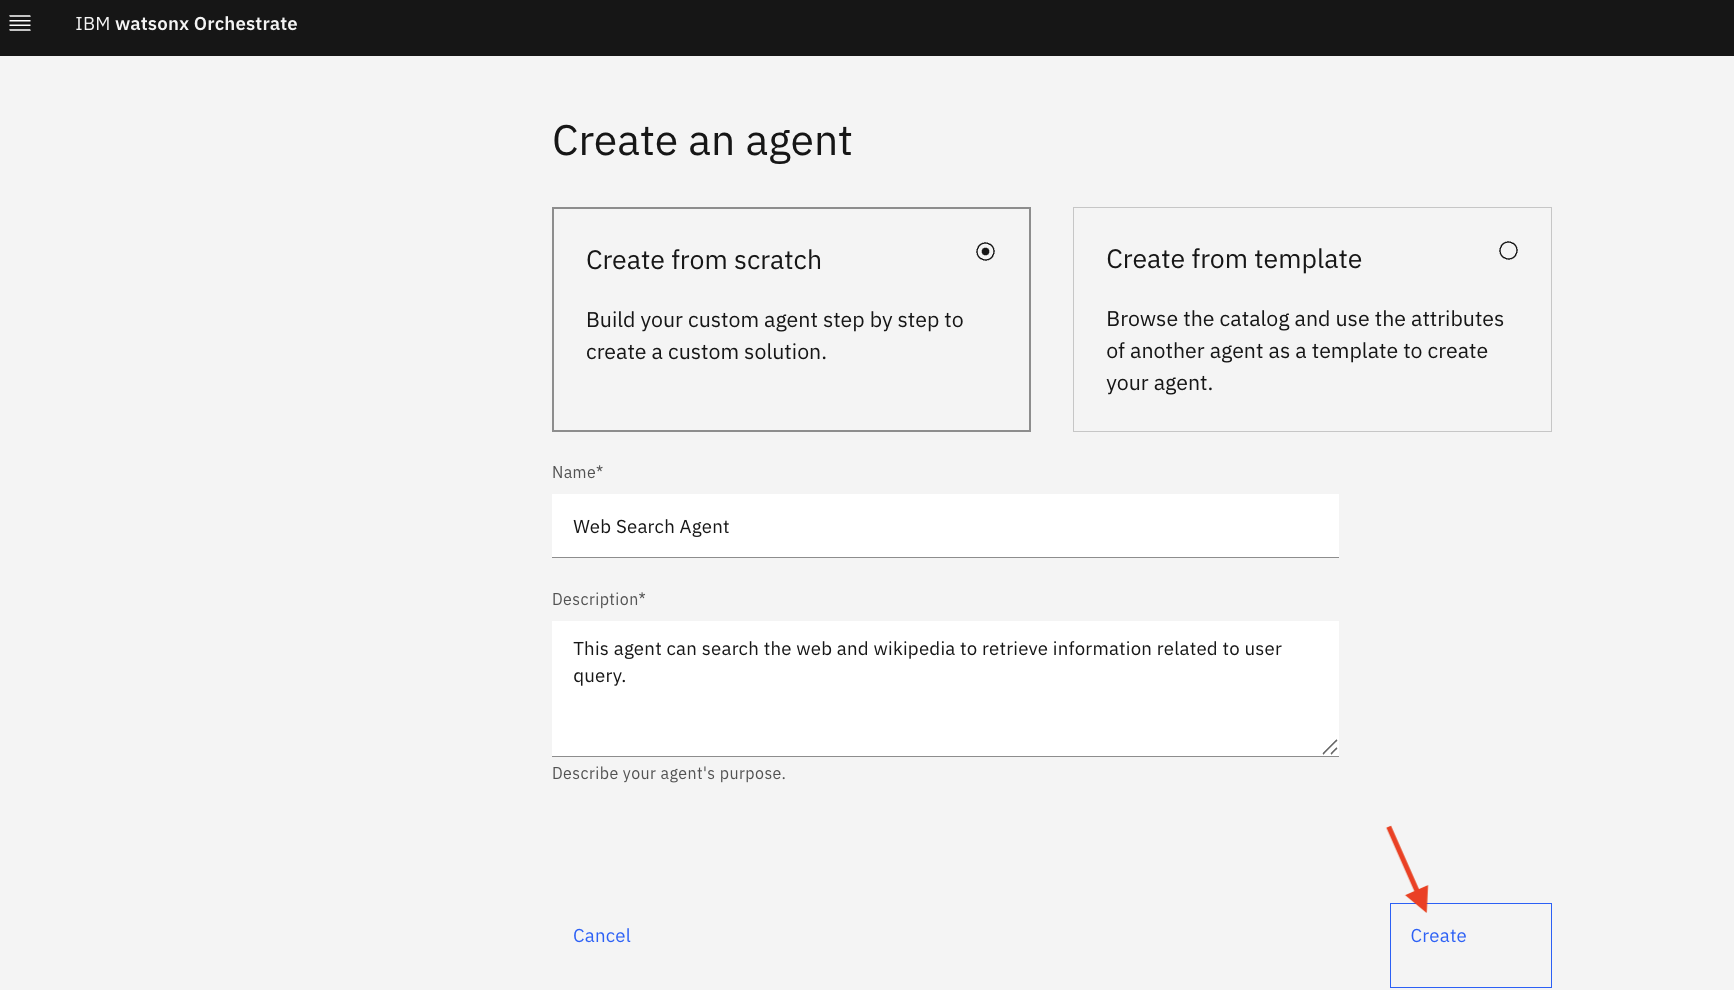 IBM watsonx Orchestrate
Create an agent
Create from scratch
Build your custom agent step by step to
create a custom solution.
Create from template
Browse the catalog and use the attributes
of another agent as a template to create
your agent.
Name*
Web Search Agent
Description*
This agent can search the web and wikipedia to retrieve information related to user
query.
Describe your agent's purpose.
Cancel
Create